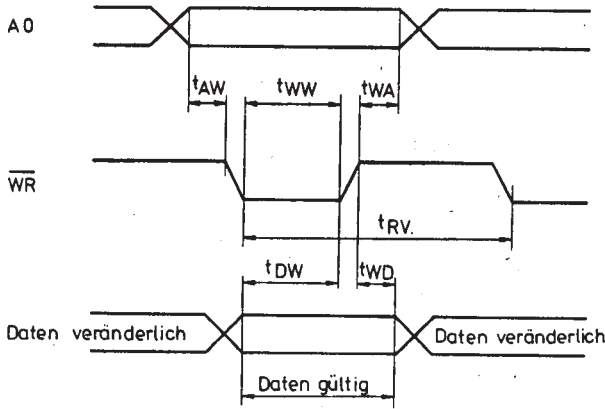 A0
tAW tWW tWA
WR
tRV.
tDW tWD
Daten veränderlich Daten veränderlich
Daten gültig